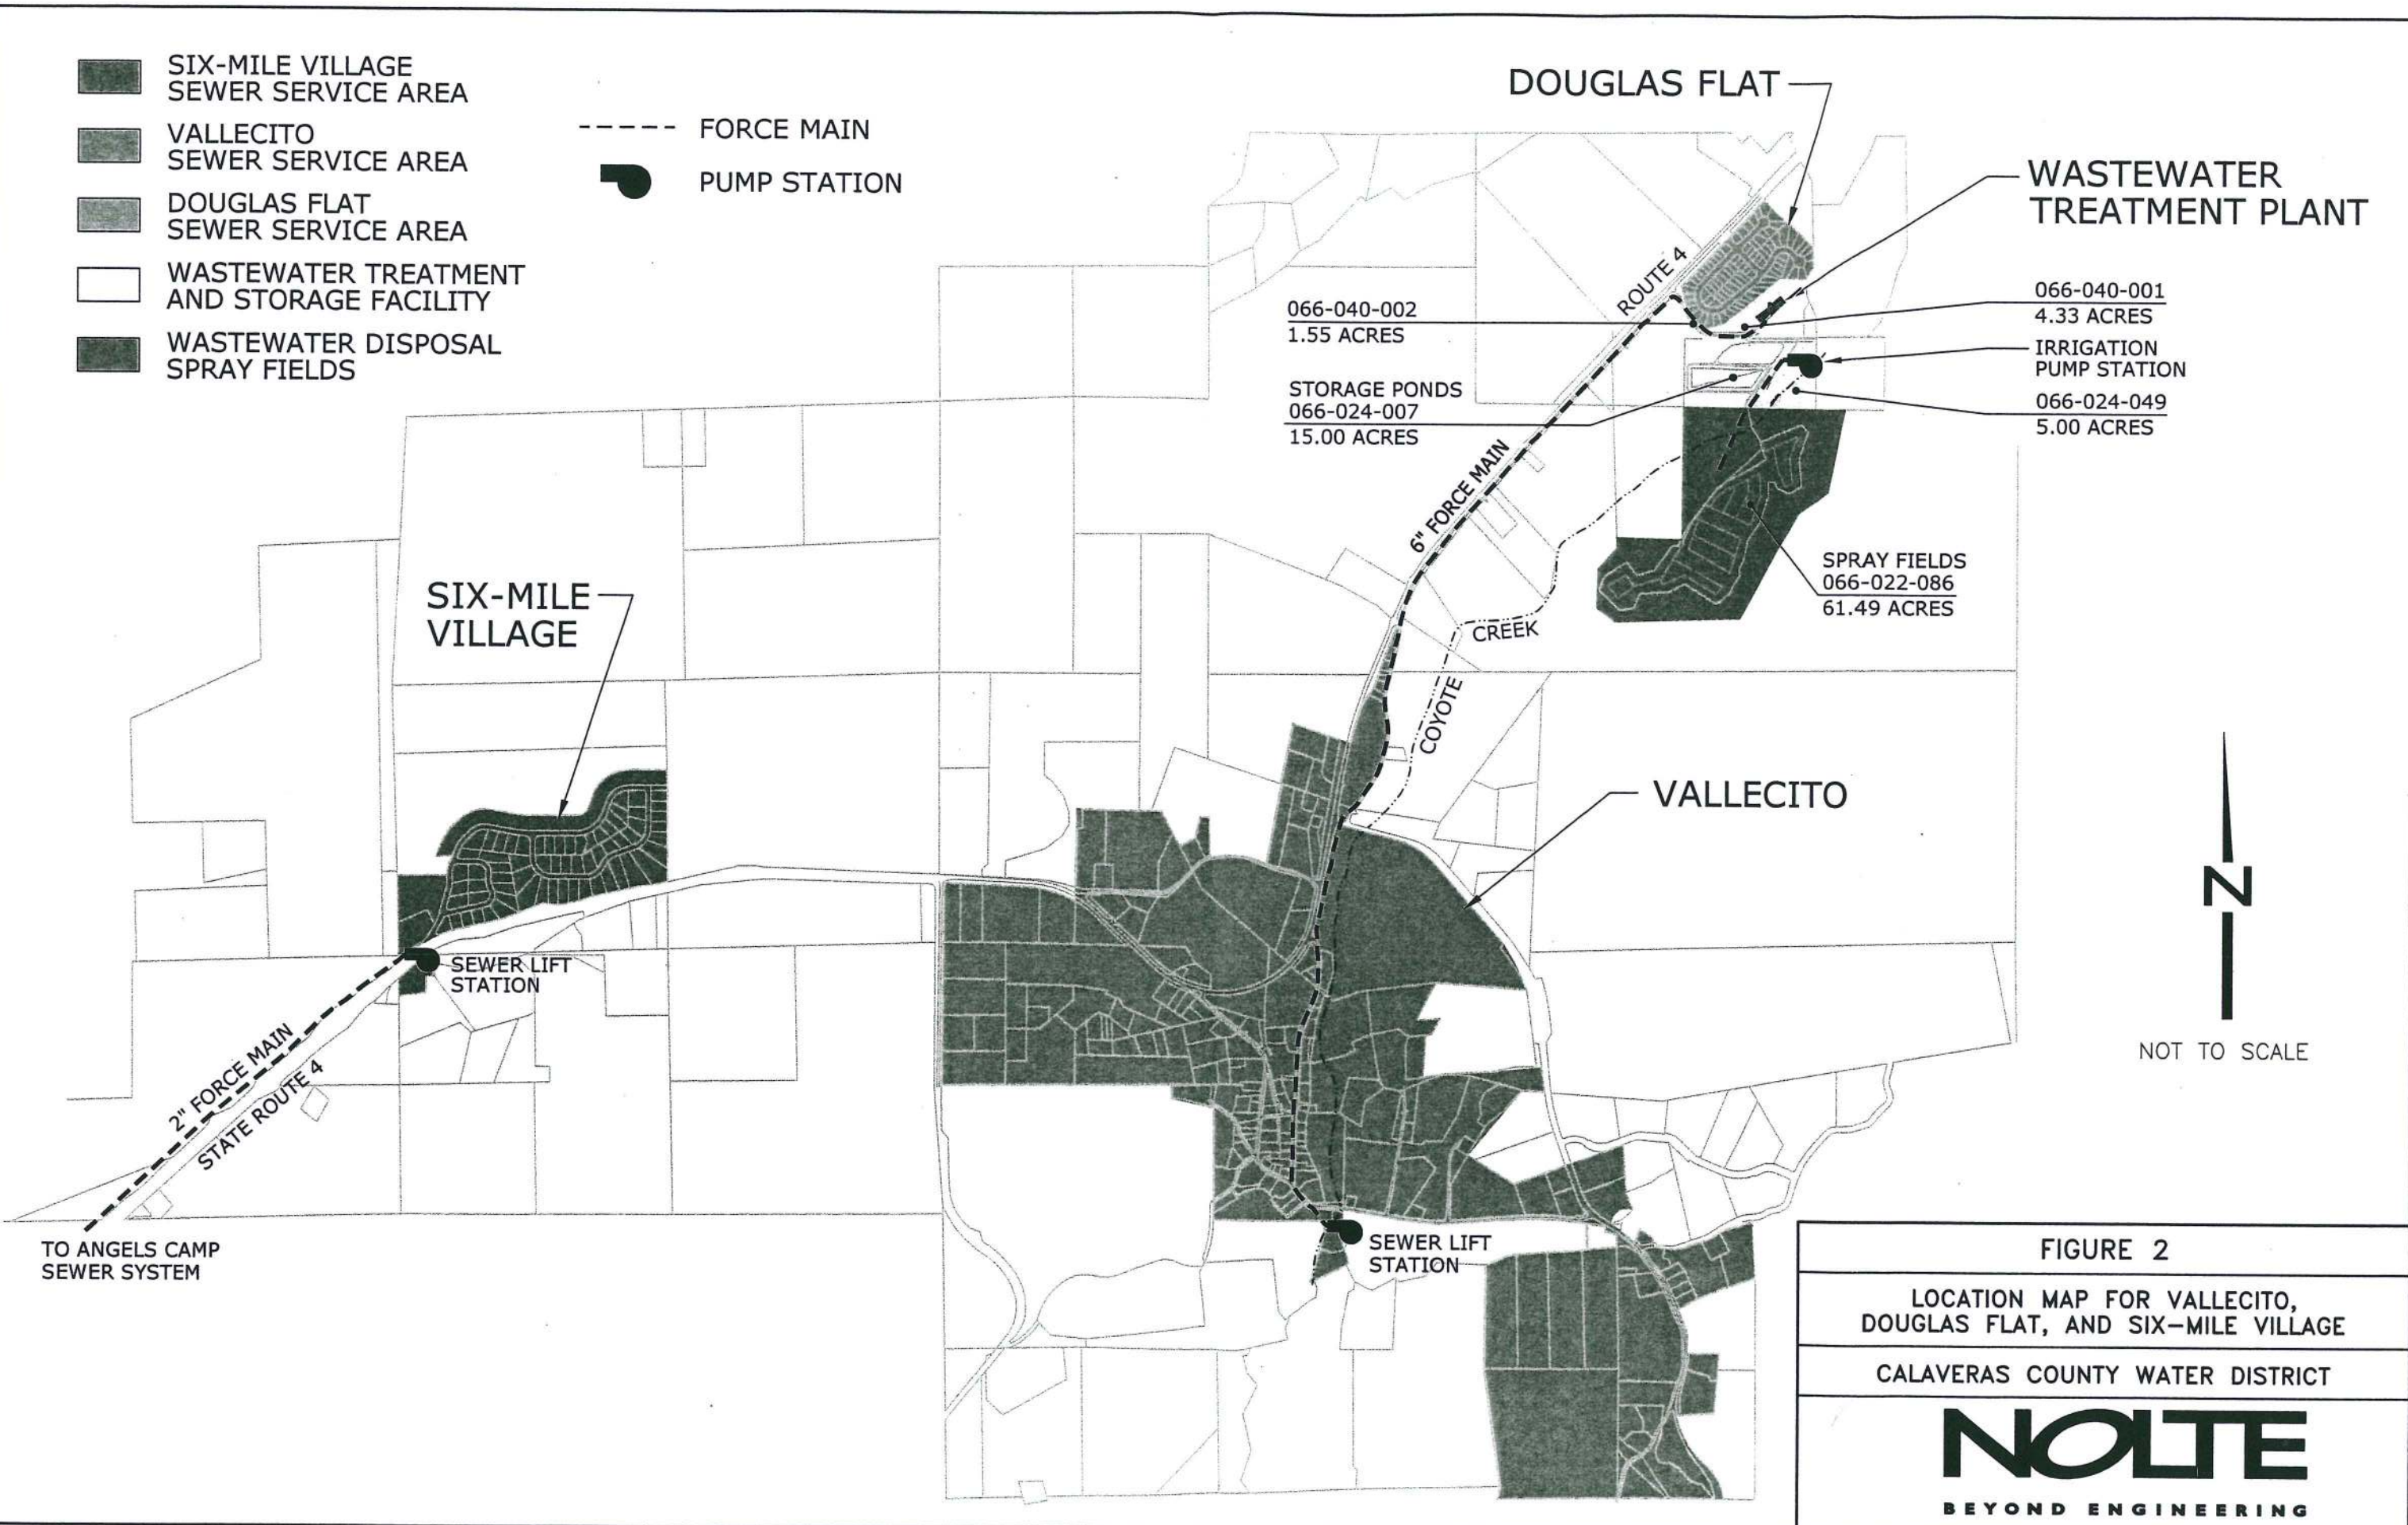 SIX-MILE VILLAGE
SEWER SERVICE AREA
VALLECITO
SEWER SERVICE AREA
DOUGLAS FLAT
SEWER SERVICE AREA
WASTEWATER TREATMENT
AND STORAGE FACILITY
WASTEWATER DISPOSAL
SPRAY FIELDS
FORCE MAIN
PUMP STATION
DOUGLAS FLAT
WASTEWATER
TREATMENT PLANT
ROUTE 4
066-040-002
1.55 ACRES
066-040-001
4.33 ACRES
IRRIGATION
PUMP STATION
STORAGE PONDS
066-024-007
15.00 ACRES
066-024-049
5.00 ACRES
6" FORCE MAIN
SPRAY FIELDS
066-022-086
61.49 ACRES
CREEK
COYOTE
SIX-MILE
VILLAGE
VALLECITO
SEWER LIFT
STATION
2" FORCE MAIN
STATE ROUTE 4
TO ANGELS CAMP
SEWER SYSTEM
SEWER LIFT
STATION
N
NOT TO SCALE
FIGURE 2
LOCATION MAP FOR VALLECITO,
DOUGLAS FLAT, AND SIX-MILE VILLAGE
CALAVERAS COUNTY WATER DISTRICT
NOLTE
BEYOND ENGINEERING